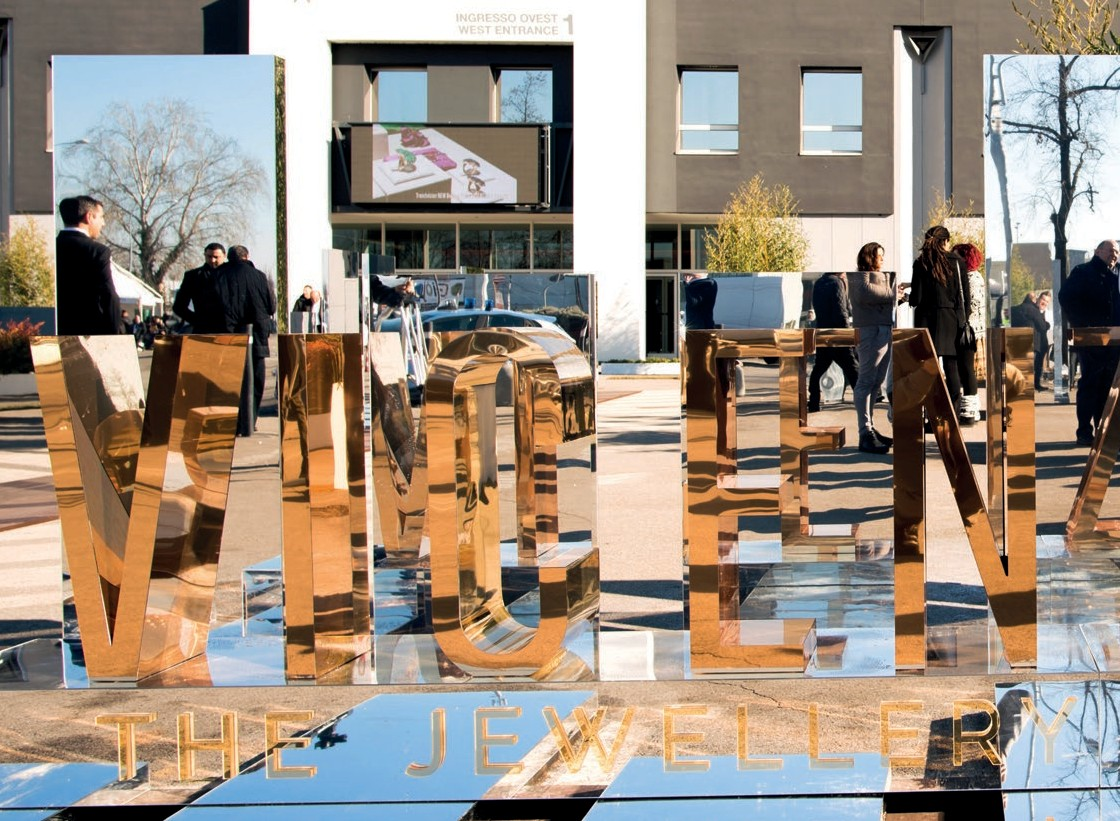 INGRESSO OVEST
WEST ENTRANCE 1
VICEN
THE JEWELLERY